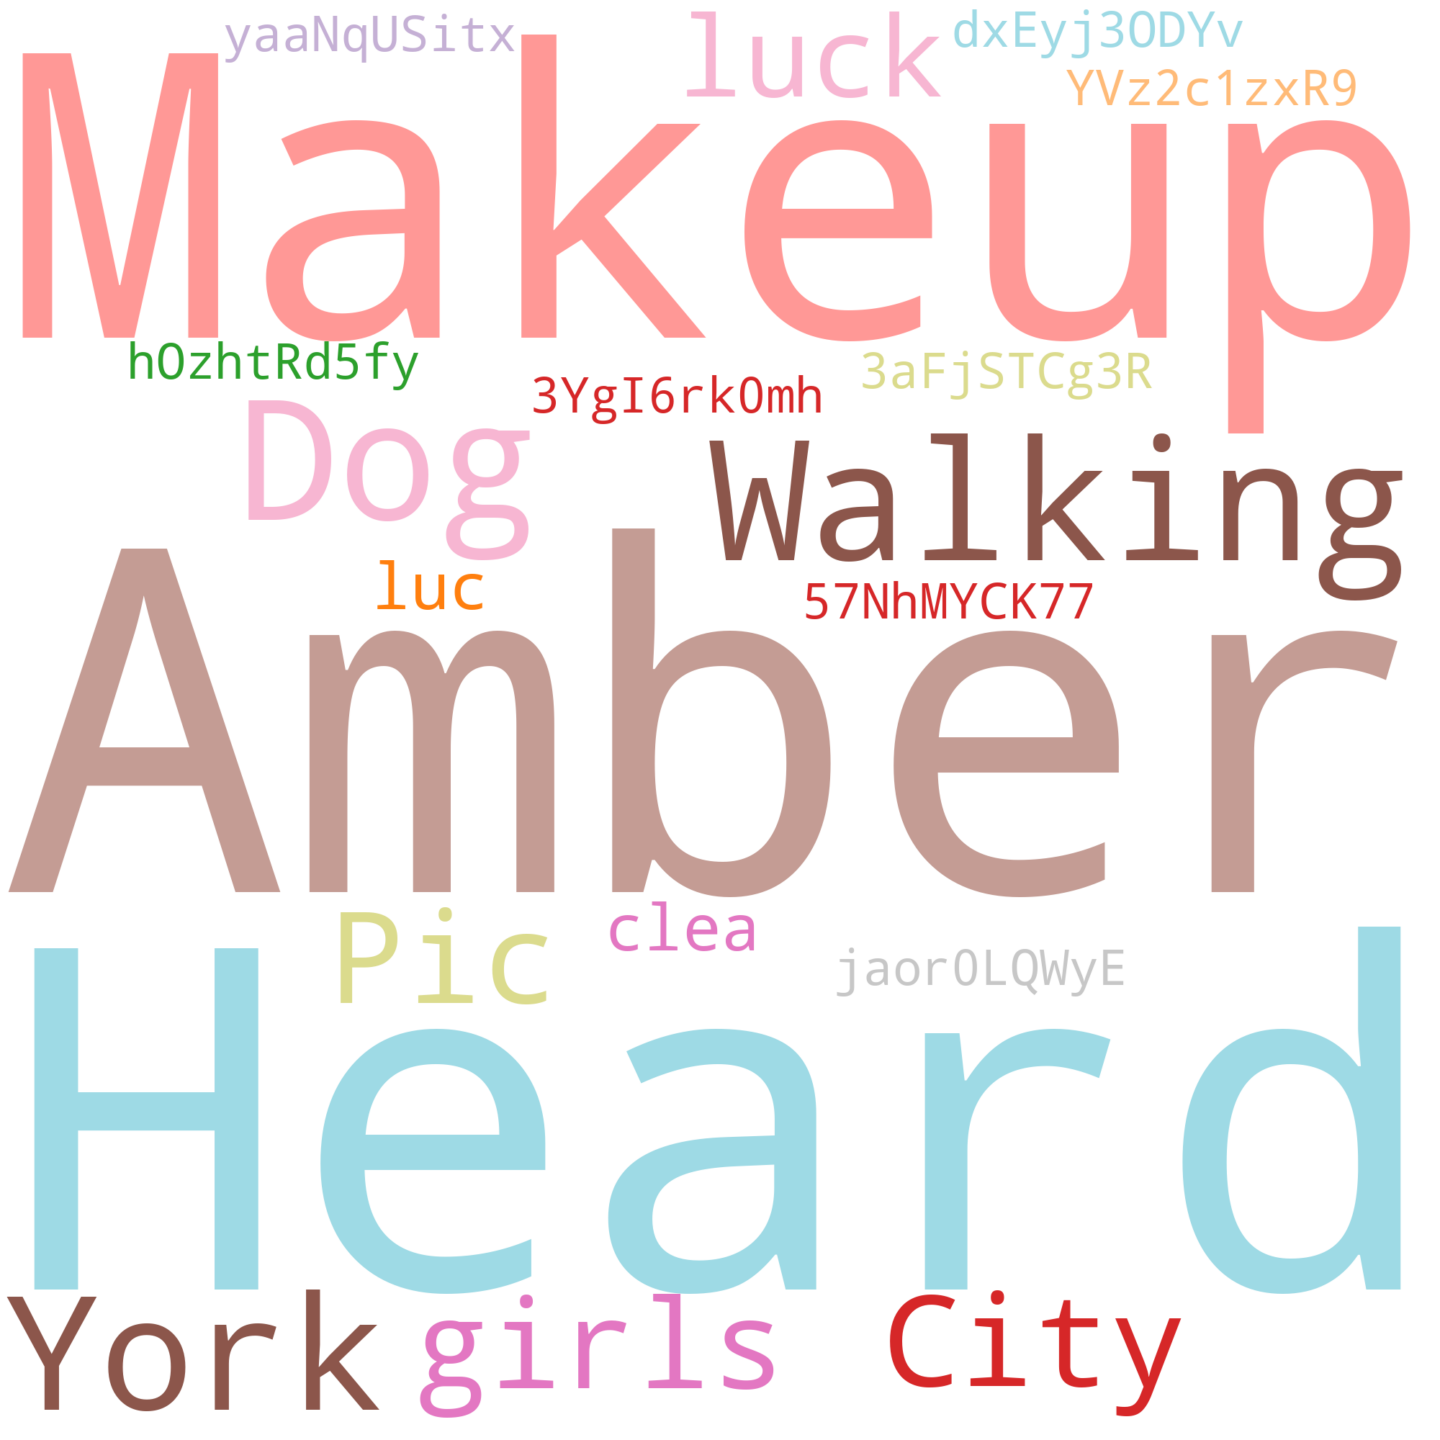 yaaNqUSitx luck dxEyj3ODYv
YVz2c1zxR9
Makeup
hOzhtRd5fy 3YgI6rk0mh 3aFjSTCg3R
Dog Walking
luc 57NhMYCK77
Amber
Pic clea jaor0LQWyE
Heard
York girls City